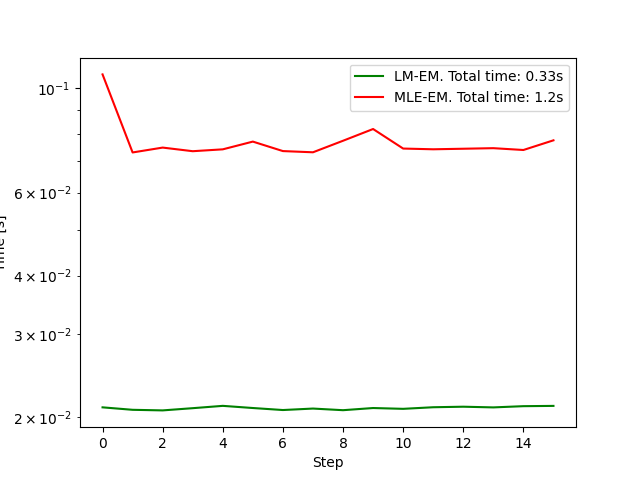 LM-EM. Total time: 0.33s
MLE-EM. Total time: 1.2s
10⁻¹
6 × 10⁻²
4 × 10⁻²
3 × 10⁻²
2 × 10⁻²
0 2 4 6 8 10 12 14
Step